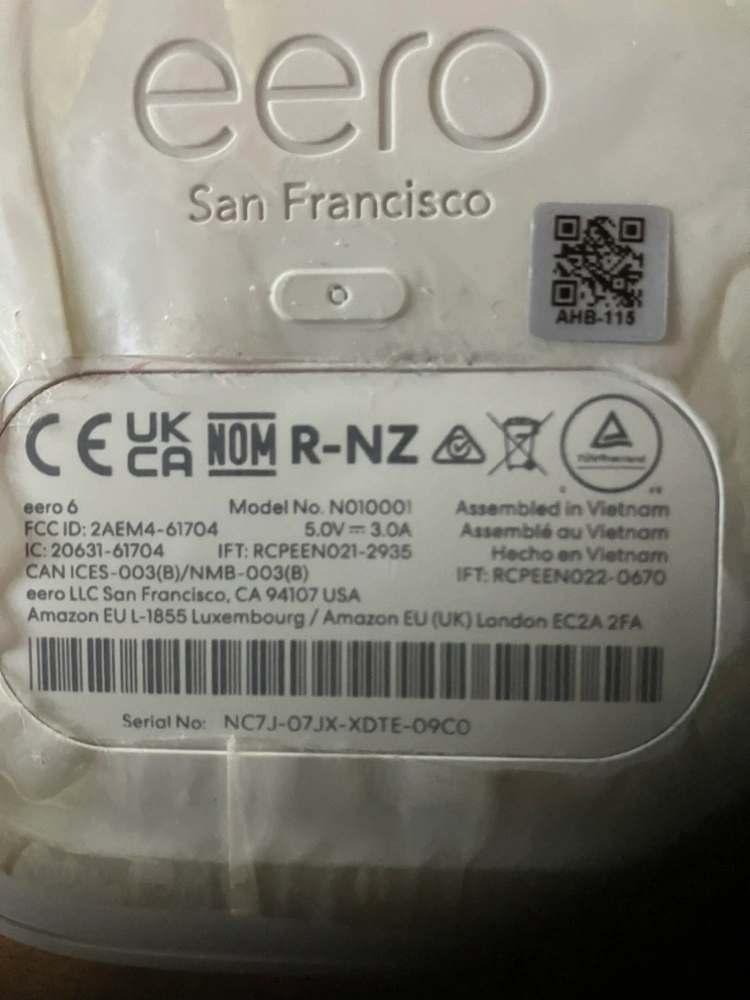 eero
San Francisco
AHB-115
CE UK CA NOM R-NZ
TÜVRheinland
eero 6
Model No. N010001
Assembled in Vietnam
FCC ID: 2AEM4-61704
5.0V ⎓ 3.0A
Assemblé au Vietnam
IC: 20631-61704
IFT: RCPEEN021-2935
Hecho en Vietnam
CAN ICES-003(B)/NMB-003(B)
IFT: RCPEEN022-0670
eero LLC San Francisco, CA 94107 USA
Amazon EU L-1855 Luxembourg / Amazon EU (UK) London EC2A 2FA
Serial No: NC7J-07JX-XDTE-09C0